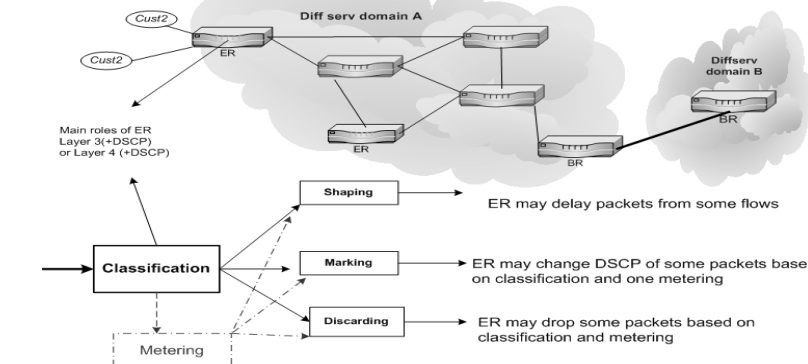 Cust2
Diff serv domain A
Cust2
ER
Diffserv
domain B
BR
ER
BR
Main roles of ER
Layer 3(+DSCP)
or Layer 4 (+DSCP)
Shaping
ER may delay packets from some flows
Classification
Marking
ER may change DSCP of some packets base
on classification and one metering
Discarding
ER may drop some packets based on
classification and metering
Metering